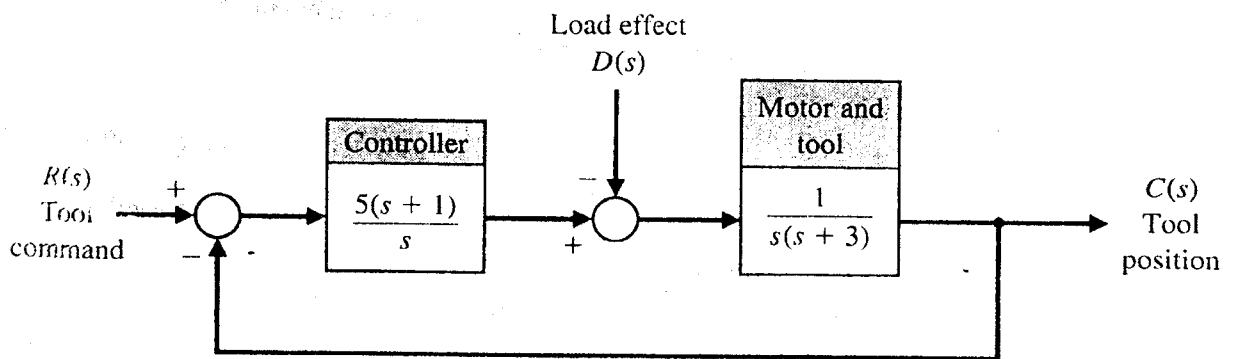 Load effect
D(s)
Motor and
tool
Controller
R(s)
Tool
command
+
−
5(s + 1)
s
−
+
1
s(s + 3)
C(s)
Tool
position